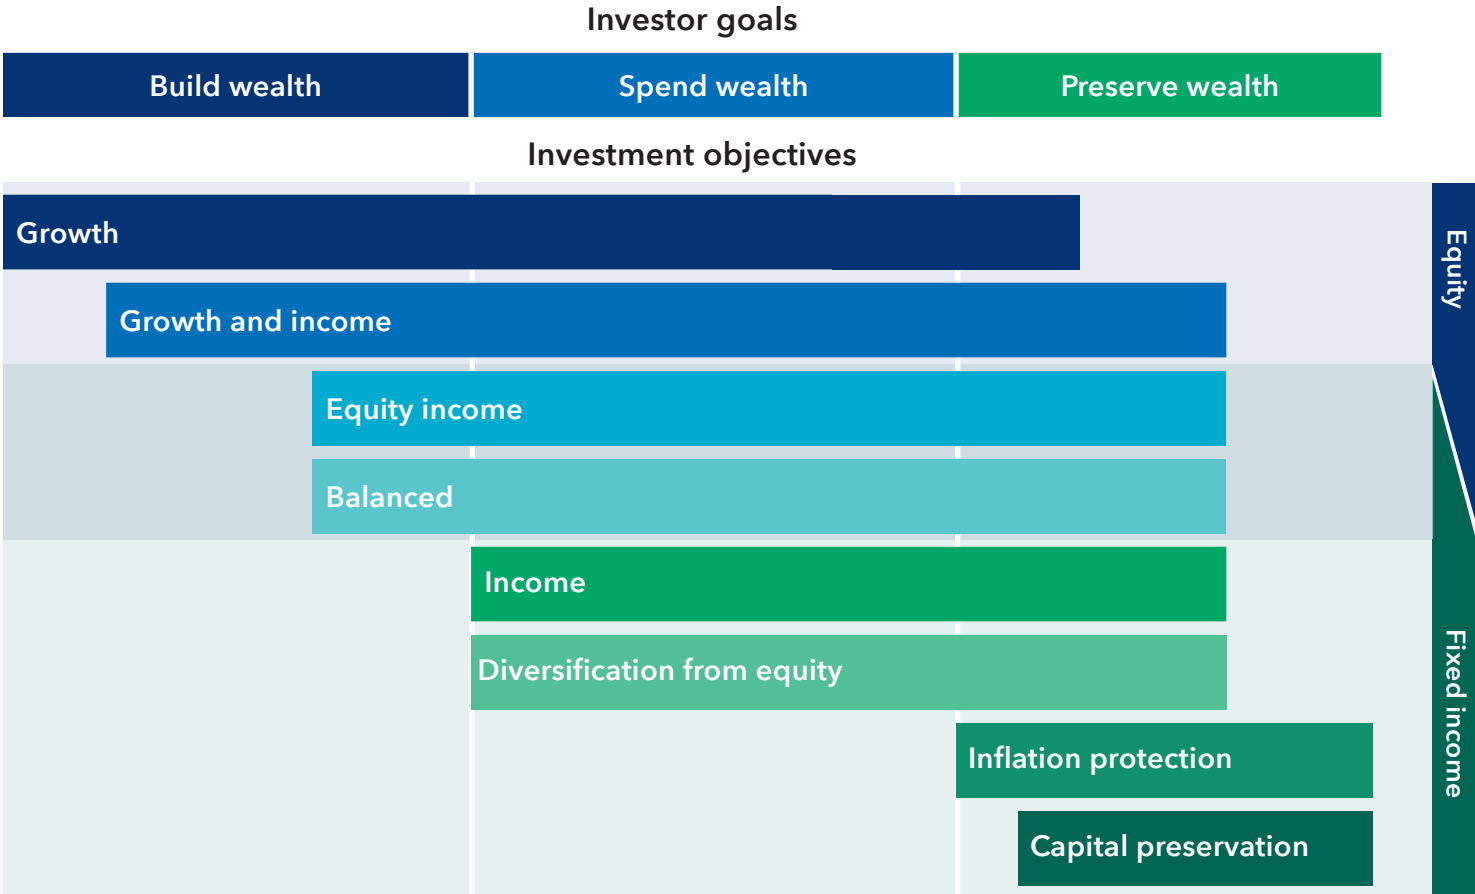 Investor goals
Build wealth
Spend wealth
Preserve wealth
Investment objectives
Growth
Equity
Growth and income
Equity income
Balanced
Income
Diversification from equity
Fixed income
Inflation protection
Capital preservation